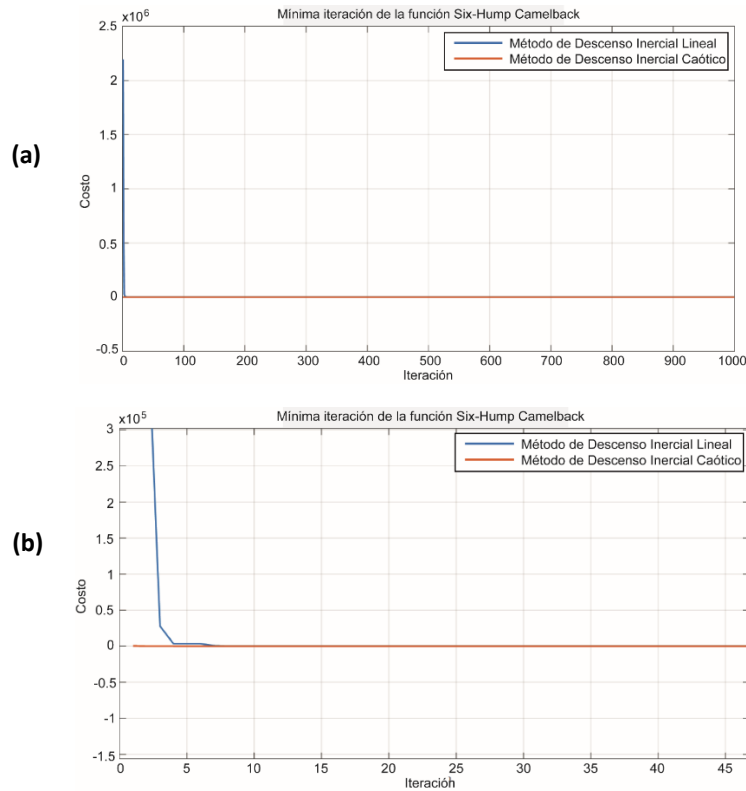 Mínima iteración de la función Six-Hump Camelback
x10⁶
Método de Descenso Inercial Lineal
Método de Descenso Inercial Caótico
2.5
2
1.5
1
0.5
0
-0.5
Costo
(a)
0 100 200 300 400 500 600 700 800 900 1000
Iteración
Mínima iteración de la función Six-Hump Camelback
x10⁵
Método de Descenso Inercial Lineal
Método de Descenso Inercial Caótico
3
2.5
2
1.5
1
0.5
0
-0.5
-1
-1.5
Costo
(b)
0 5 10 15 20 25 30 35 40 45
Iteración